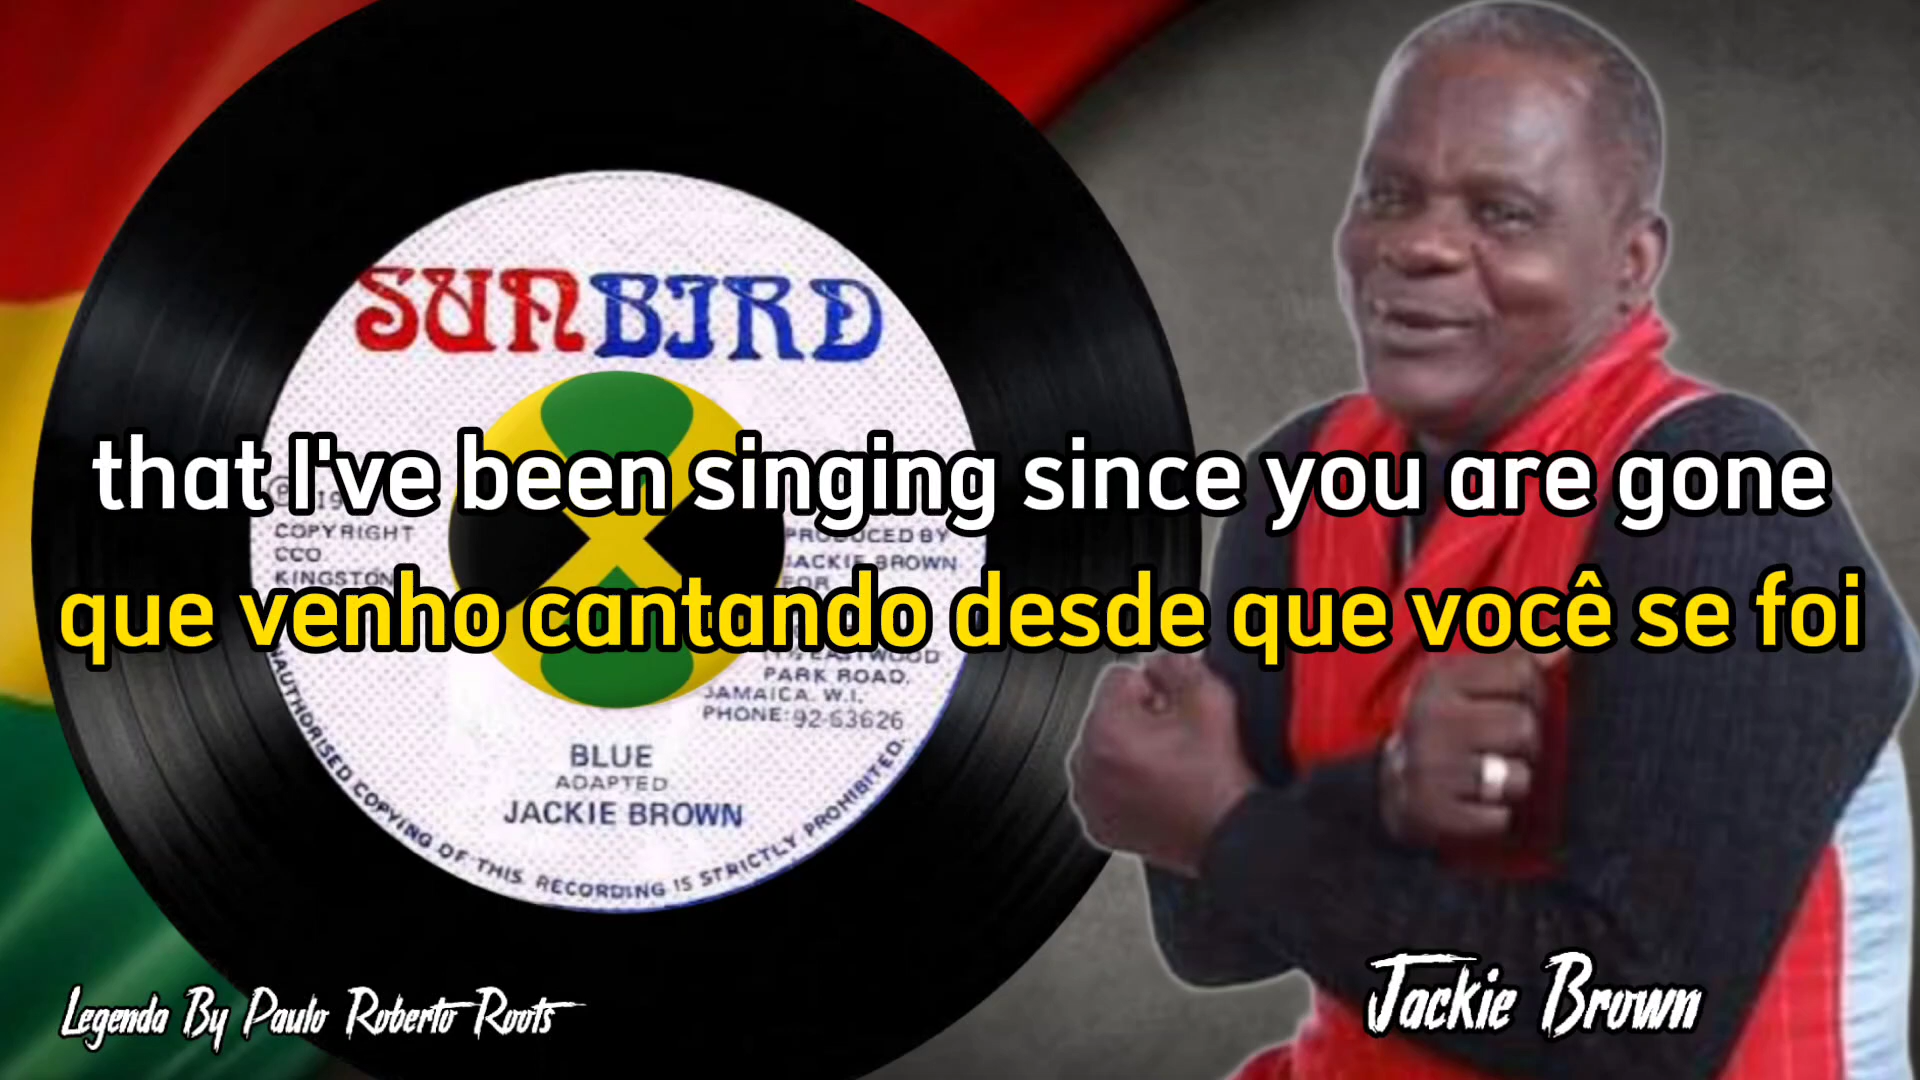 SUNBIRD
that I've been singing since you are gone
COPYRIGHT
CCO
KINGSTON
PRODUCED BY
JACKIE BROWN
FOR
que venho cantando desde que você se foi
EASTWOOD
PARK ROAD,
JAMAICA. W.I.
PHONE: 92-63626
BLUE
ADAPTED
JACKIE BROWN
COPYING OF THIS RECORDING IS STRICTLY PROHIBITED.
Legenda By Paulo Roberto Roots
Jackie Brown